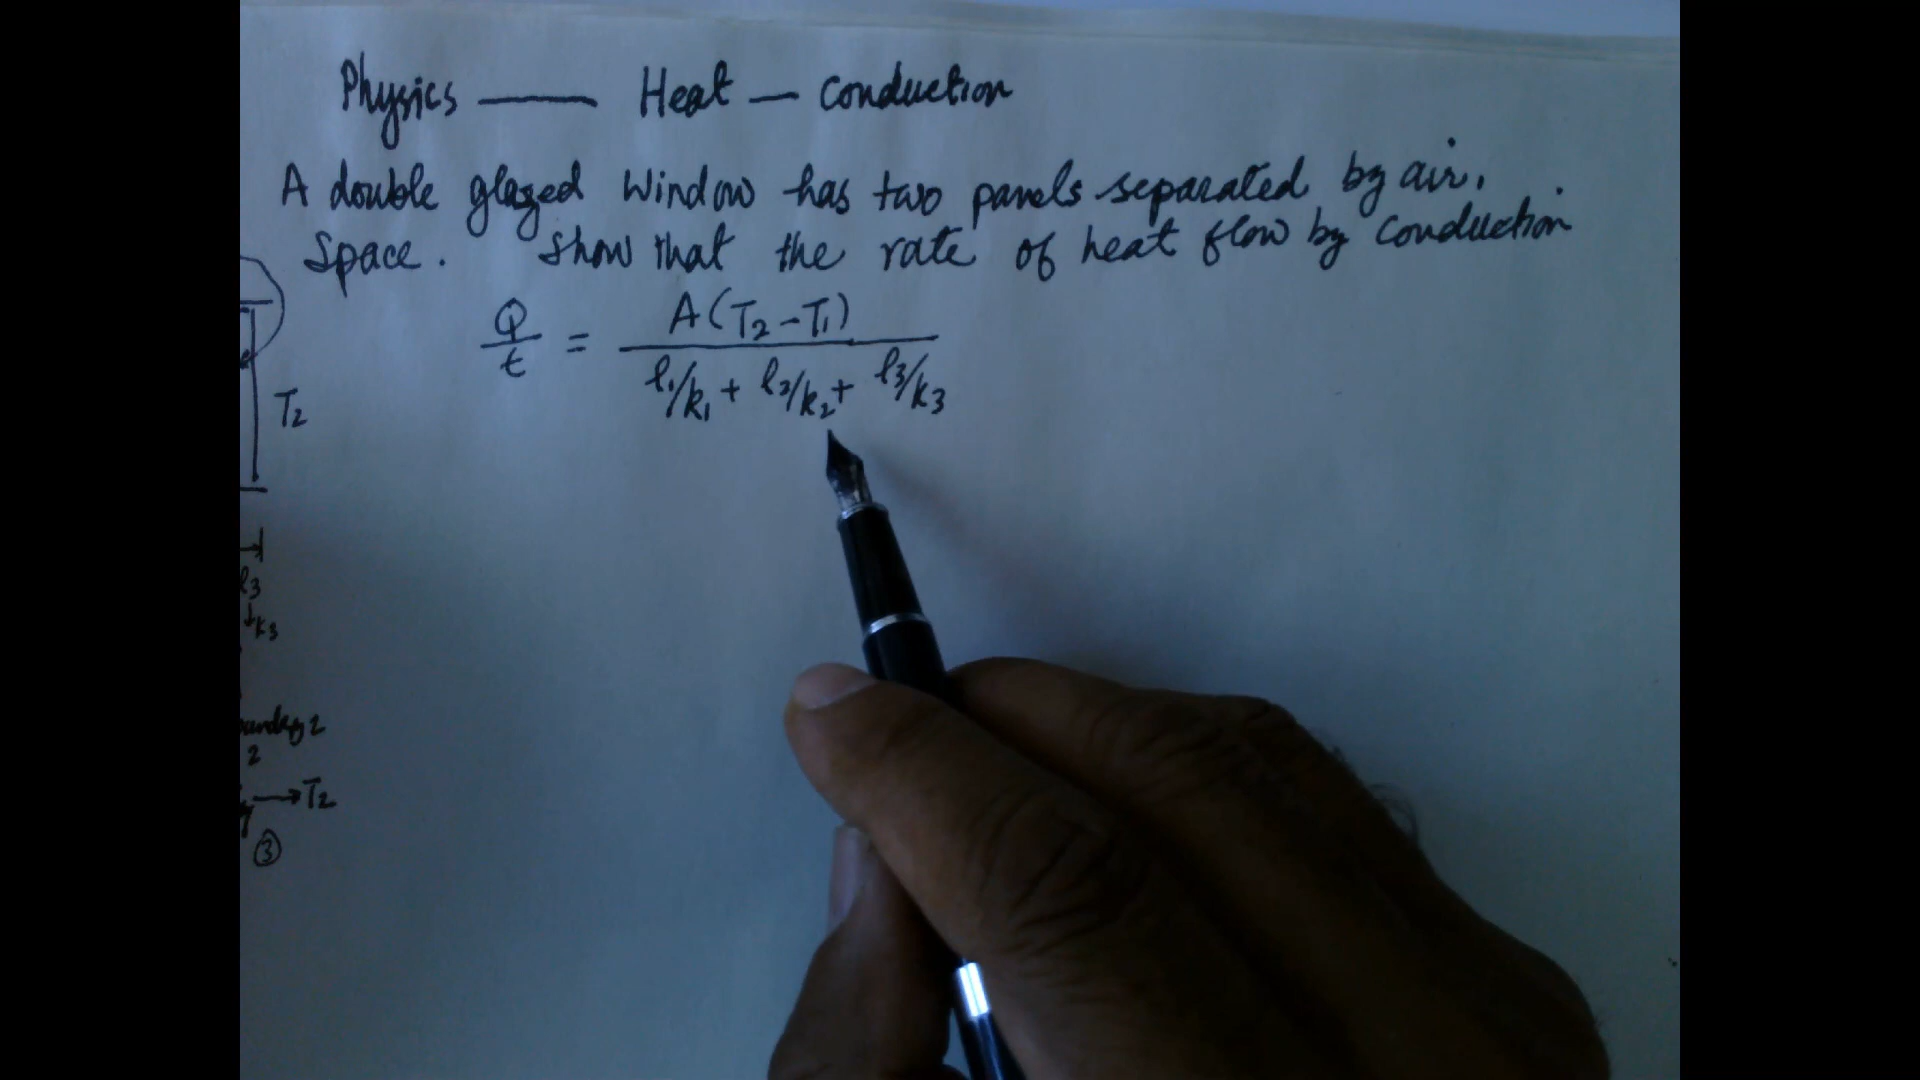 Physics — Heat — conduction
A double glazed window has two panels separated by air.
space. Show that the rate of heat flow by conduction
Q/t = A(T2-T1) / (l1/k1 + l2/k2 + l3/k3)
T2
l3
↓k3
2
→T2
③